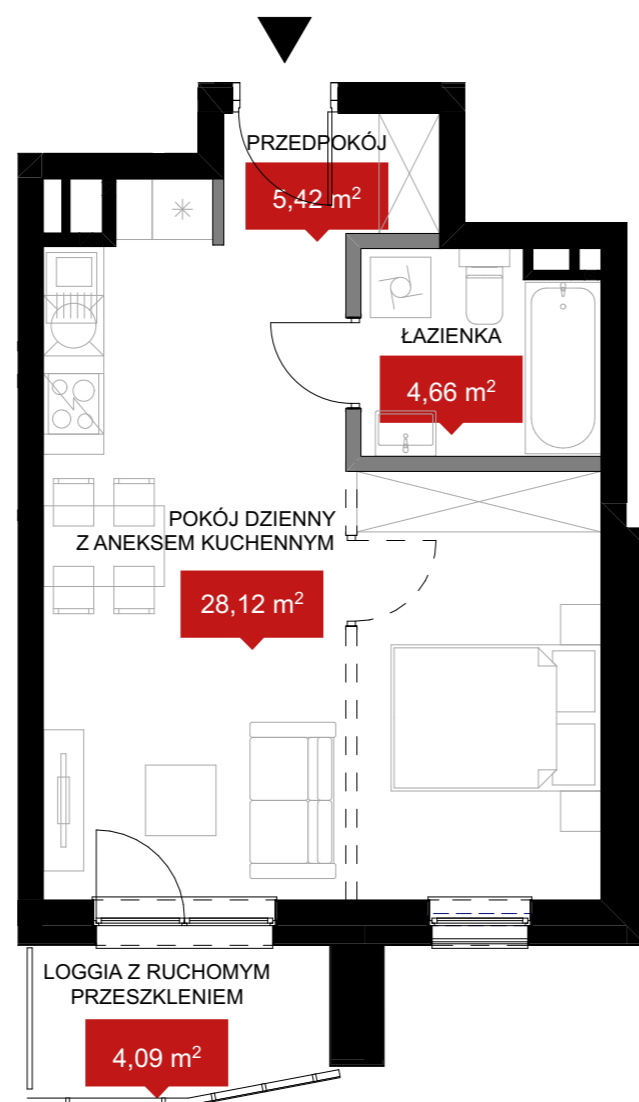 PRZEDPOKÓJ
5,42 m²
ŁAZIENKA
4,66 m²
POKÓJ DZIENNY
Z ANEKSEM KUCHENNYM
28,12 m²
LOGGIA Z RUCHOMYM
PRZESZKLENIEM
4,09 m²